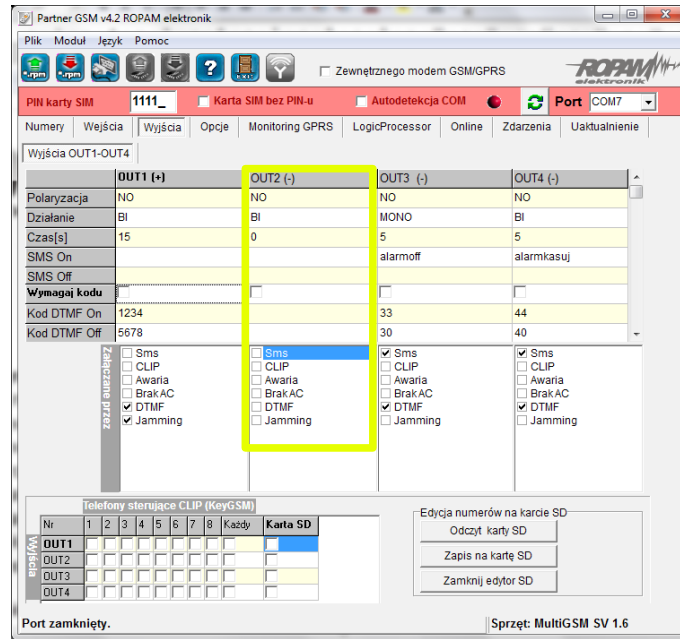 Partner GSM v4.2 ROPAM elektronik
Plik Moduł Język Pomoc
.rpm .rpm ? EXIT Zewnętrznego modem GSM/GPRS ROPAM elektronik
PIN karty SIM 1111_ Karta SIM bez PIN-u Autodetekcja COM Port COM7
Numery Wejścia Wyjścia Opcje Monitoring GPRS LogicProcessor Online Zdarzenia Uaktualnienie
Wyjścia OUT1-OUT4
OUT1 (+) OUT2 (-) OUT3 (-) OUT4 (-)
Polaryzacja NO NO NO NO
Działanie BI BI MONO BI
Czas[s] 15 0 5 5
SMS On alarmoff alarmkasuj
SMS Off
Wymagaj kodu
Kod DTMF On 1234 33 44
Kod DTMF Off 5678 30 40
Załączane przez
Sms Sms Sms Sms
CLIP CLIP CLIP CLIP
Awaria Awaria Awaria Awaria
Brak AC Brak AC Brak AC Brak AC
DTMF DTMF DTMF DTMF
Jamming Jamming Jamming Jamming
Telefony sterujące CLIP (KeyGSM)
Nr 1 2 3 4 5 6 7 8 Każdy Karta SD
Wyjścia
OUT1
OUT2
OUT3
OUT4
Edycja numerów na karcie SD
Odczyt karty SD
Zapis na kartę SD
Zamknij edytor SD
Port zamknięty. Sprzęt: MultiGSM SV 1.6